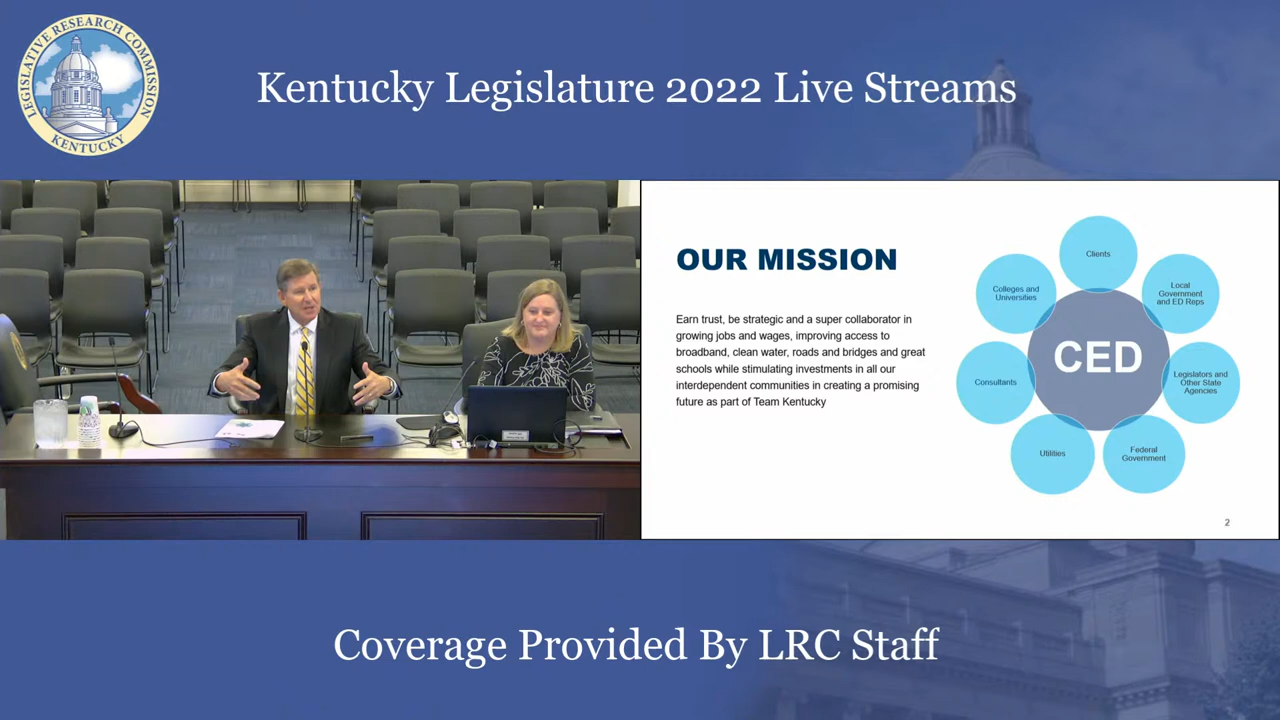 LEGISLATIVE RESEARCH COMMISSION
KENTUCKY
Kentucky Legislature 2022 Live Streams
OUR MISSION
Earn trust, be strategic and a super collaborator in
growing jobs and wages, improving access to
broadband, clean water, roads and bridges and great
schools while stimulating investments in all our
interdependent communities in creating a promising
future as part of Team Kentucky
Clients
Colleges and
Universities
Local
Government
and ED Reps
CED
Consultants
Legislators and
Other State
Agencies
Utilities
Federal
Government
2
Coverage Provided By LRC Staff